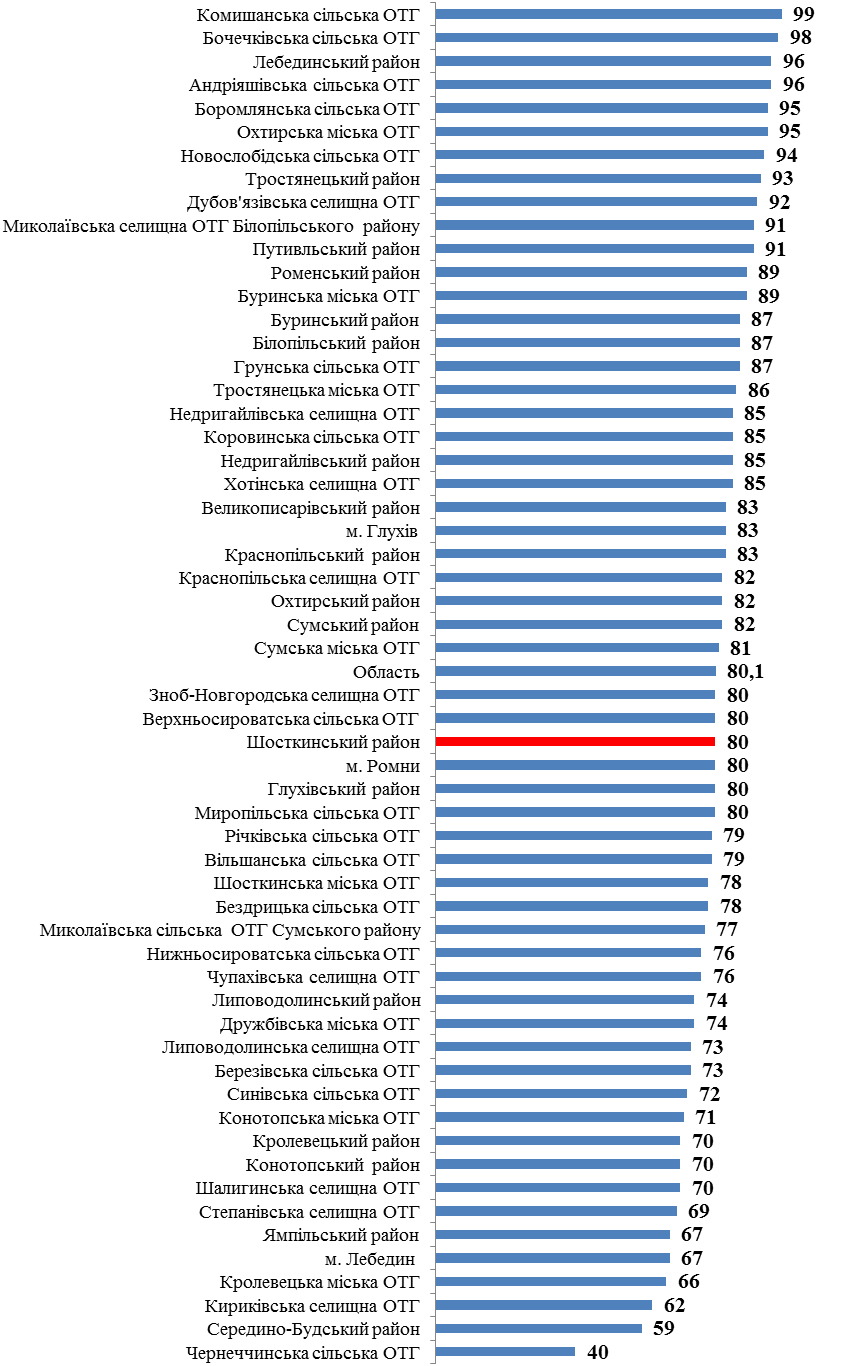 Комишанська сільська ОТГ 99
Бочечківська сільська ОТГ 98
Лебединський район 96
Андріяшівська сільська ОТГ 96
Боромлянська сільська ОТГ 95
Охтирська міська ОТГ 95
Новослобідська сільська ОТГ 94
Тростянецький район 93
Дубов'язівська селищна ОТГ 92
Миколаївська селищна ОТГ Білопільського району 91
Путивльський район 91
Роменський район 89
Буринська міська ОТГ 89
Буринський район 87
Білопільський район 87
Грунська сільська ОТГ 87
Тростянецька міська ОТГ 86
Недригайлівська селищна ОТГ 85
Коровинська сільська ОТГ 85
Недригайлівський район 85
Хотінська селищна ОТГ 85
Великописарівський район 83
м. Глухів 83
Краснопільський район 83
Краснопільська селищна ОТГ 82
Охтирський район 82
Сумський район 82
Сумська міська ОТГ 81
Область 80,1
Зноб-Новгородська селищна ОТГ 80
Верхньосироватська сільська ОТГ 80
Шосткинський район 80
м. Ромни 80
Глухівський район 80
Миропільська сільська ОТГ 80
Річківська сільська ОТГ 79
Вільшанська сільська ОТГ 79
Шосткинська міська ОТГ 78
Бездрицька сільська ОТГ 78
Миколаївська сільська ОТГ Сумського району 77
Нижньосироватська сільська ОТГ 76
Чупахівська селищна ОТГ 76
Липоводолинський район 74
Дружбівська міська ОТГ 74
Липоводолинська селищна ОТГ 73
Березівська сільська ОТГ 73
Синівська сільська ОТГ 72
Конотопська міська ОТГ 71
Кролевецький район 70
Конотопський район 70
Шалигинська селищна ОТГ 70
Степанівська селищна ОТГ 69
Ямпільський район 67
м. Лебедин 67
Кролевецька міська ОТГ 66
Кириківська селищна ОТГ 62
Середино-Будський район 59
Чернеччинська сільська ОТГ 40